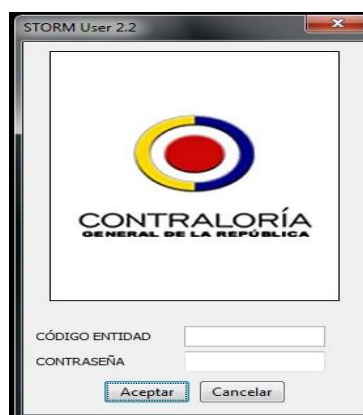 STORM User 2.2
CONTRALORÍA
GENERAL DE LA REPÚBLICA
CÓDIGO ENTIDAD
CONTRASEÑA
Aceptar Cancelar